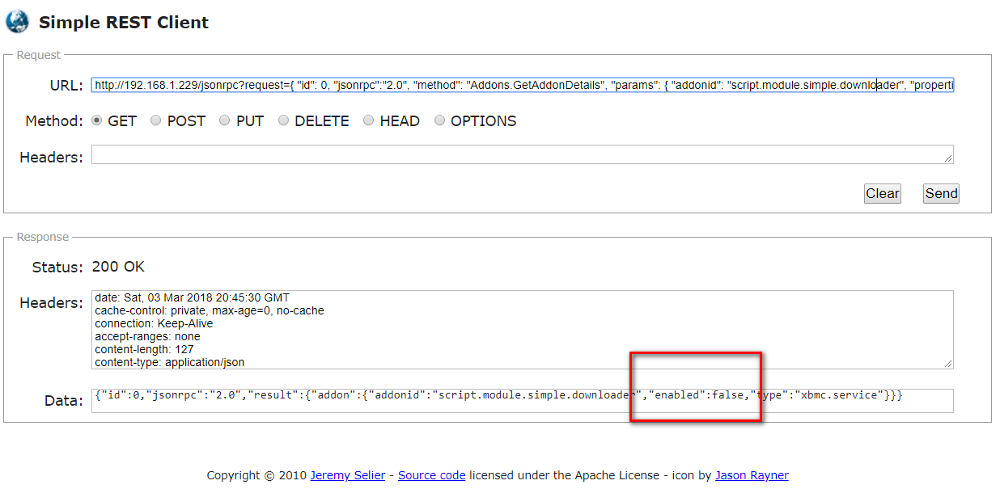 Simple REST Client
Request
URL: http://192.168.1.229/jsonrpc?request={ "id": 0, "jsonrpc":"2.0", "method": "Addons.GetAddonDetails", "params": { "addonid": "script.module.simple.downloader", "properti
Method: GET POST PUT DELETE HEAD OPTIONS
Headers:
Clear Send
Response
Status: 200 OK
Headers: date: Sat, 03 Mar 2018 20:45:30 GMT
cache-control: private, max-age=0, no-cache
connection: Keep-Alive
accept-ranges: none
content-length: 127
content-type: application/json
Data: {"id":0,"jsonrpc":"2.0","result":{"addon":{"addonid":"script.module.simple.downloader","enabled":false,"type":"xbmc.service"}}}
Copyright © 2010 Jeremy Selier - Source code licensed under the Apache License - icon by Jason Rayner